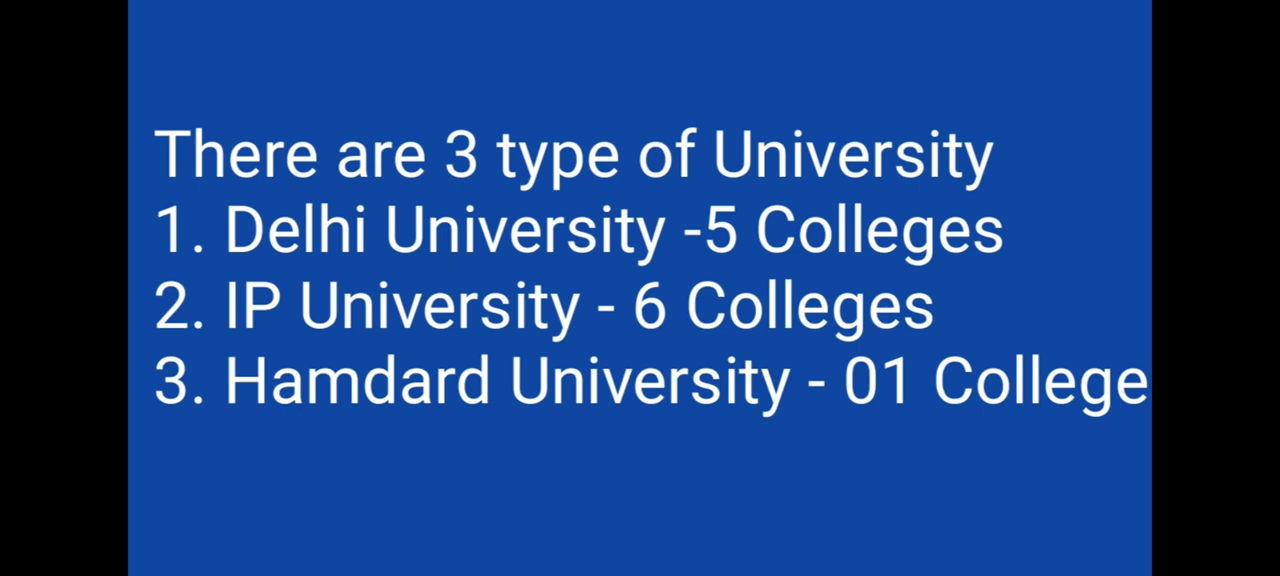 There are 3 type of University
1. Delhi University -5 Colleges
2. IP University - 6 Colleges
3. Hamdard University - 01 College